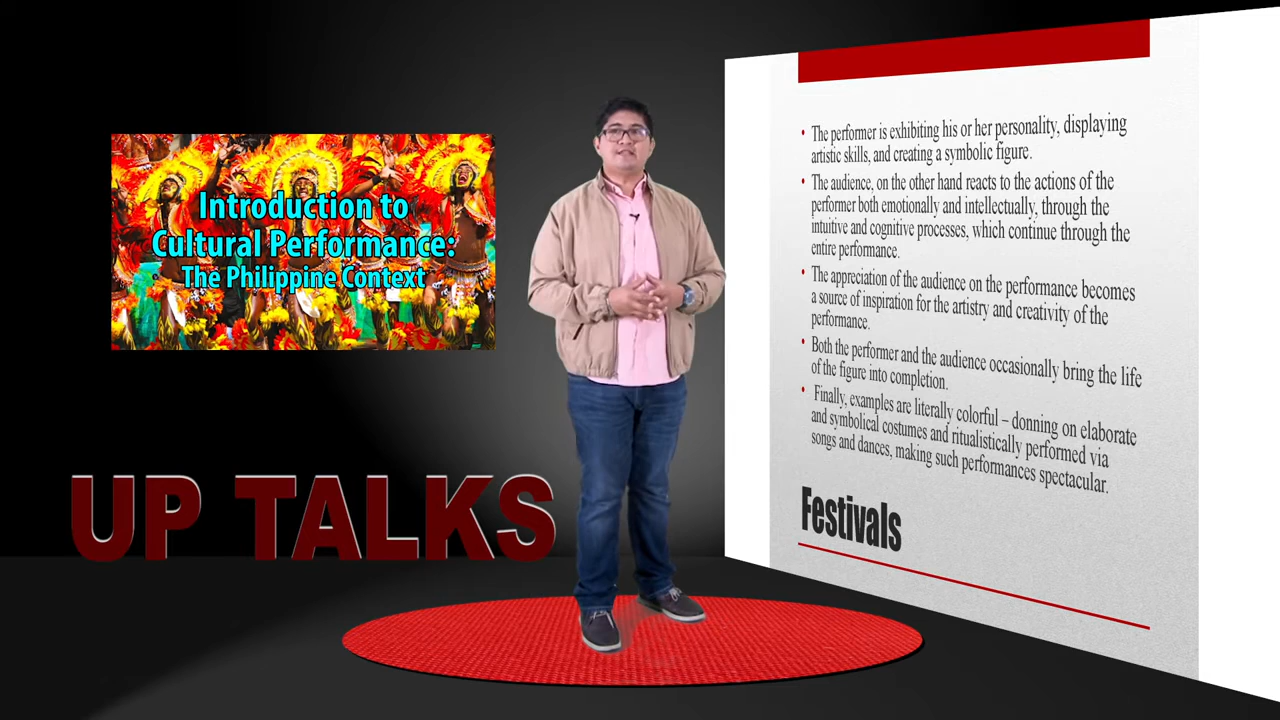 Introduction to
Cultural Performance:
The Philippine Context
UP TALKS
• The performer is exhibiting his or her personality, displaying
artistic skills, and creating a symbolic figure.
• The audience, on the other hand reacts to the actions of the
performer both emotionally and intellectually, through the
intuitive and cognitive processes, which continue through the
entire performance.
• The appreciation of the audience on the performance becomes
a source of inspiration for the artistry and creativity of the
performance.
• Both the performer and the audience occasionally bring the life
of the figure into completion.
• Finally, examples are literally colorful – donning on elaborate
and symbolical costumes and ritualistically performed via
songs and dances, making such performances spectacular.
Festivals